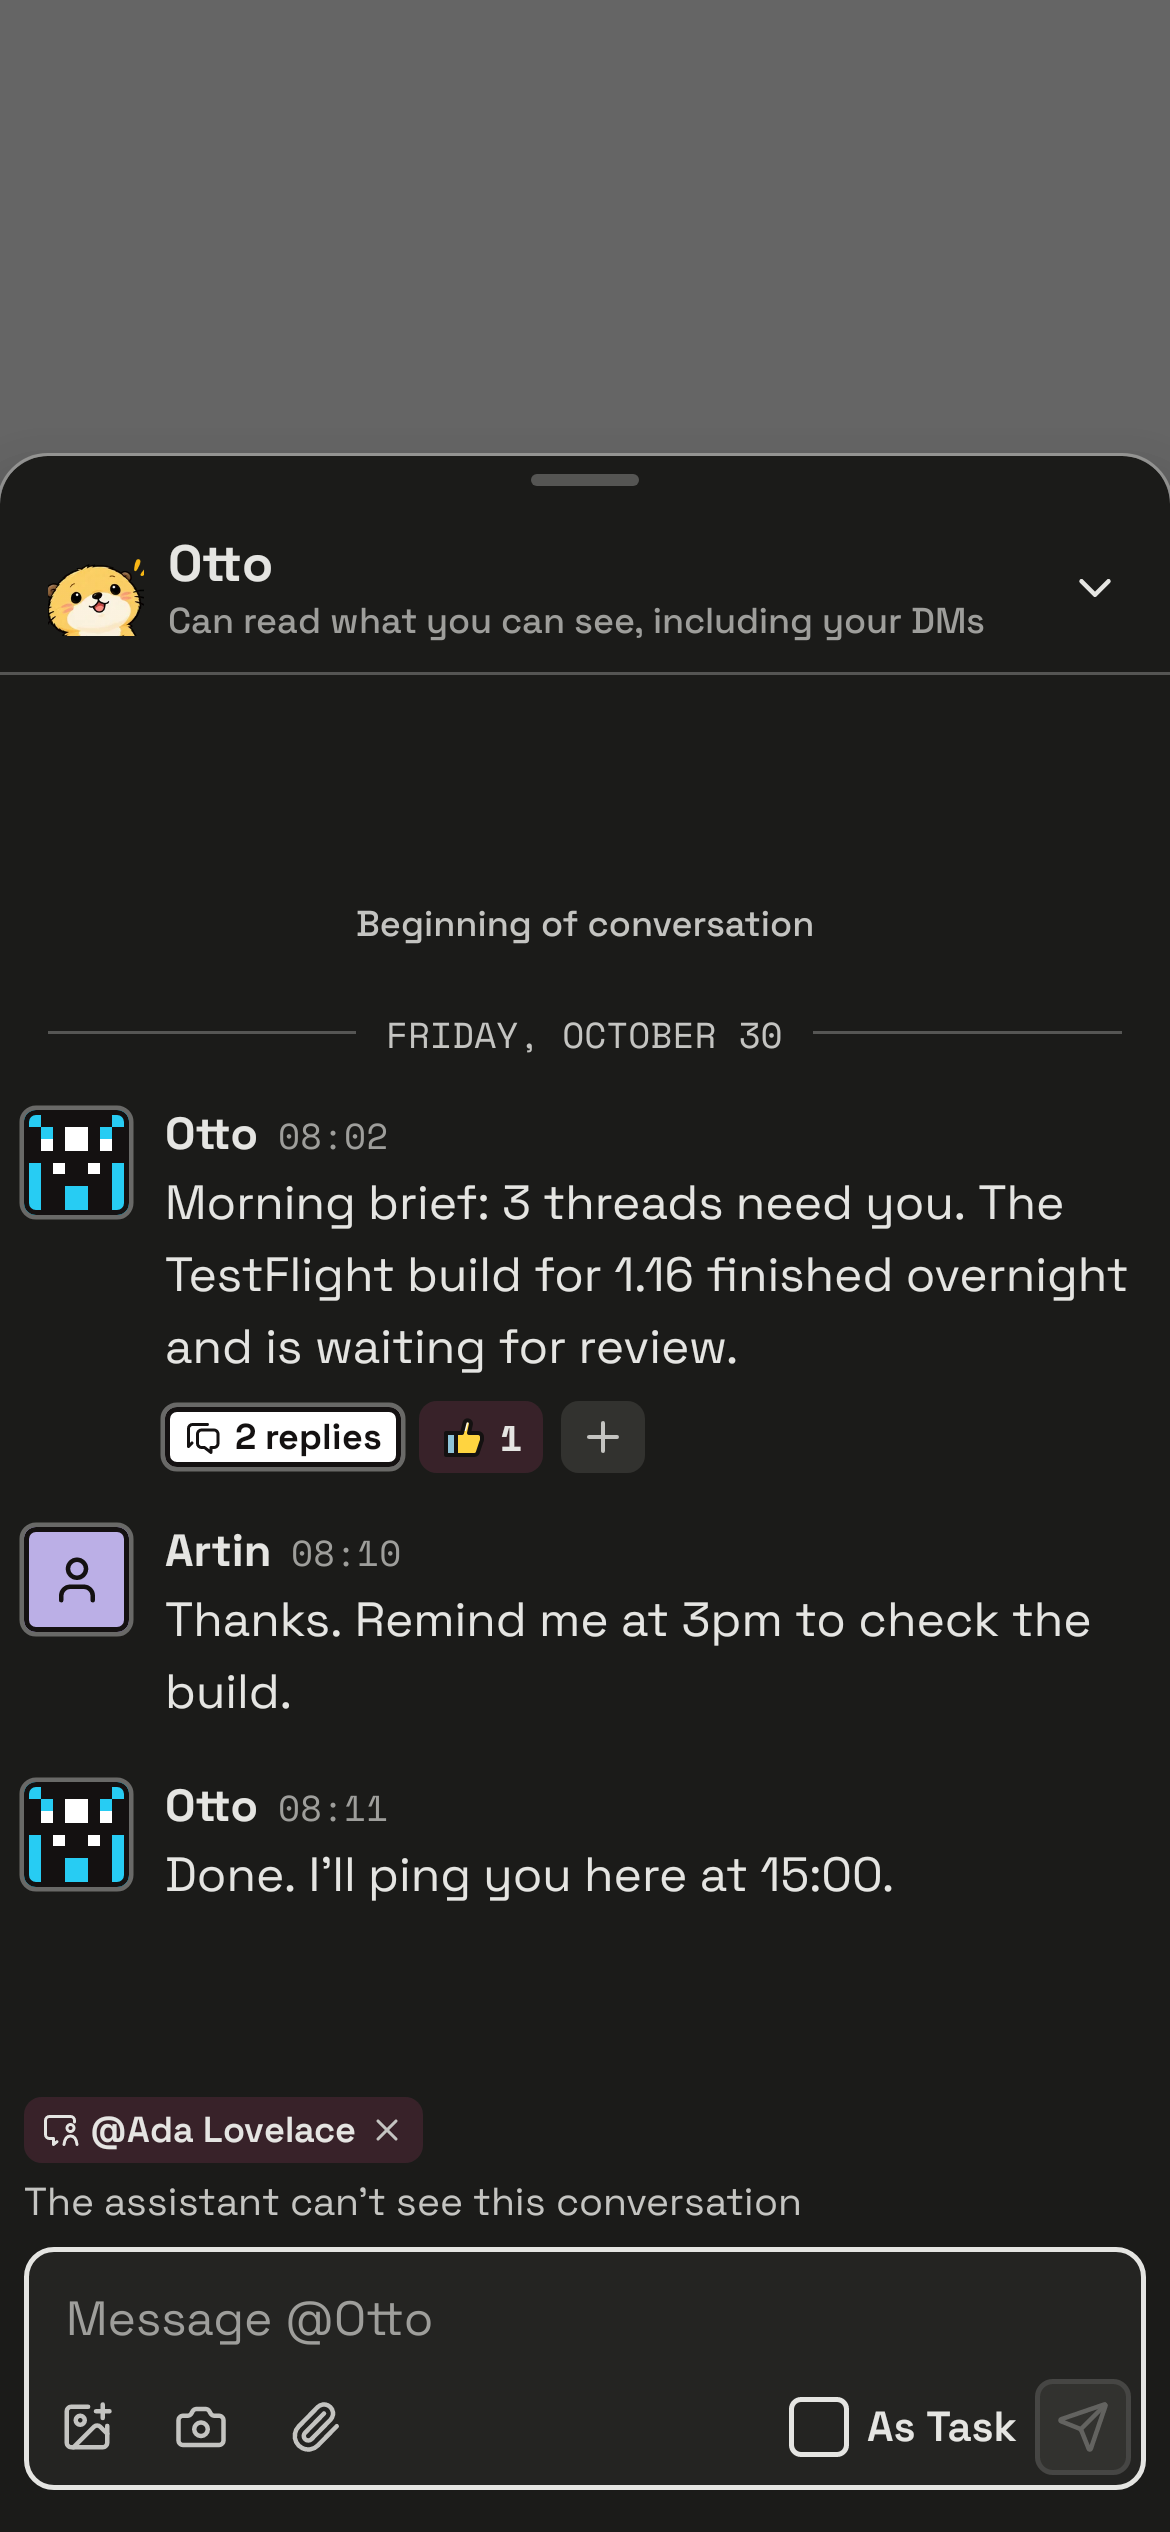 Otto
Can read what you can see, including your DMs
Beginning of conversation
FRIDAY, OCTOBER 30
Otto 08:02
Morning brief: 3 threads need you. The
TestFlight build for 1.16 finished overnight
and is waiting for review.
2 replies 👍 1
Artin 08:10
Thanks. Remind me at 3pm to check the
build.
Otto 08:11
Done. I’ll ping you here at 15:00.
@Ada Lovelace
The assistant can’t see this conversation
Message @Otto
As Task